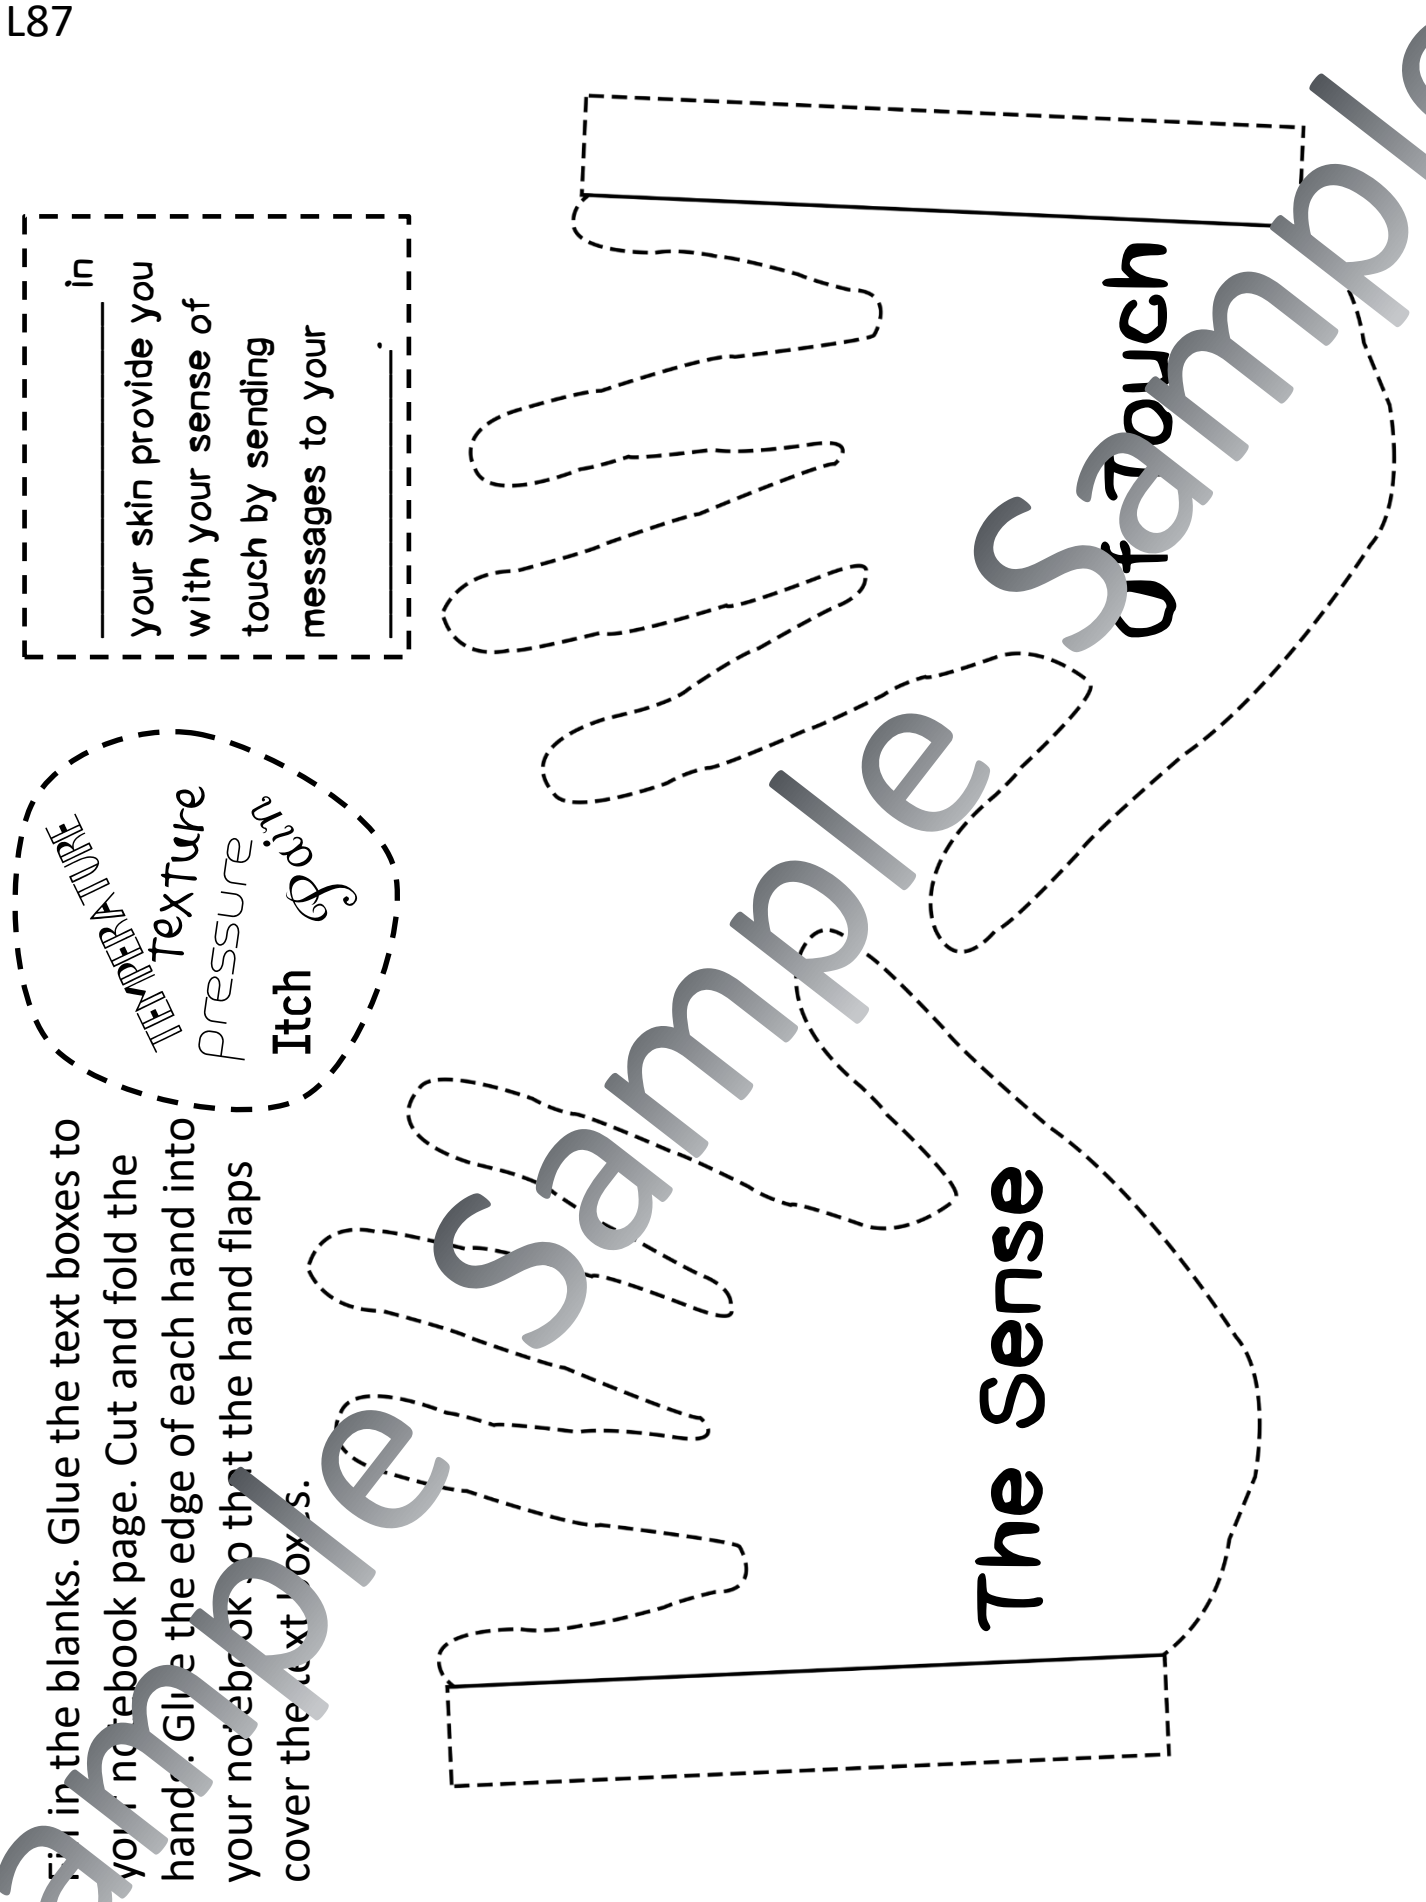 L87
Fill in the blanks. Glue the text boxes to
your notebook page. Cut and fold the
hands. Glue the edge of each hand into
your notebook so that the hand flaps
cover the text boxes.
TEMPERATURE
Texture
Pressure
Itch
Pain
____________ in
your skin provide you
with your sense of
touch by sending
messages to your
____________.
The Sense
Of Touch
Sample
Sample
Sample